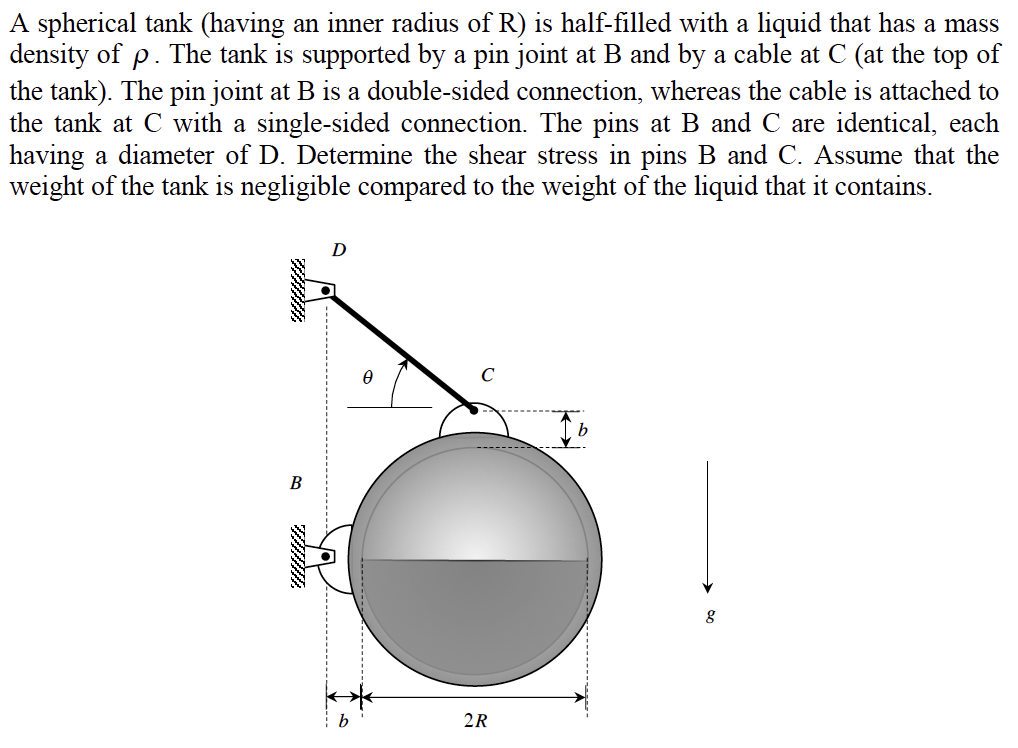 A spherical tank (having an inner radius of R) is half-filled with a liquid that has a mass
density of ρ. The tank is supported by a pin joint at B and by a cable at C (at the top of
the tank). The pin joint at B is a double-sided connection, whereas the cable is attached to
the tank at C with a single-sided connection. The pins at B and C are identical, each
having a diameter of D. Determine the shear stress in pins B and C. Assume that the
weight of the tank is negligible compared to the weight of the liquid that it contains.
D
θ
C
b
B
g
b
2R